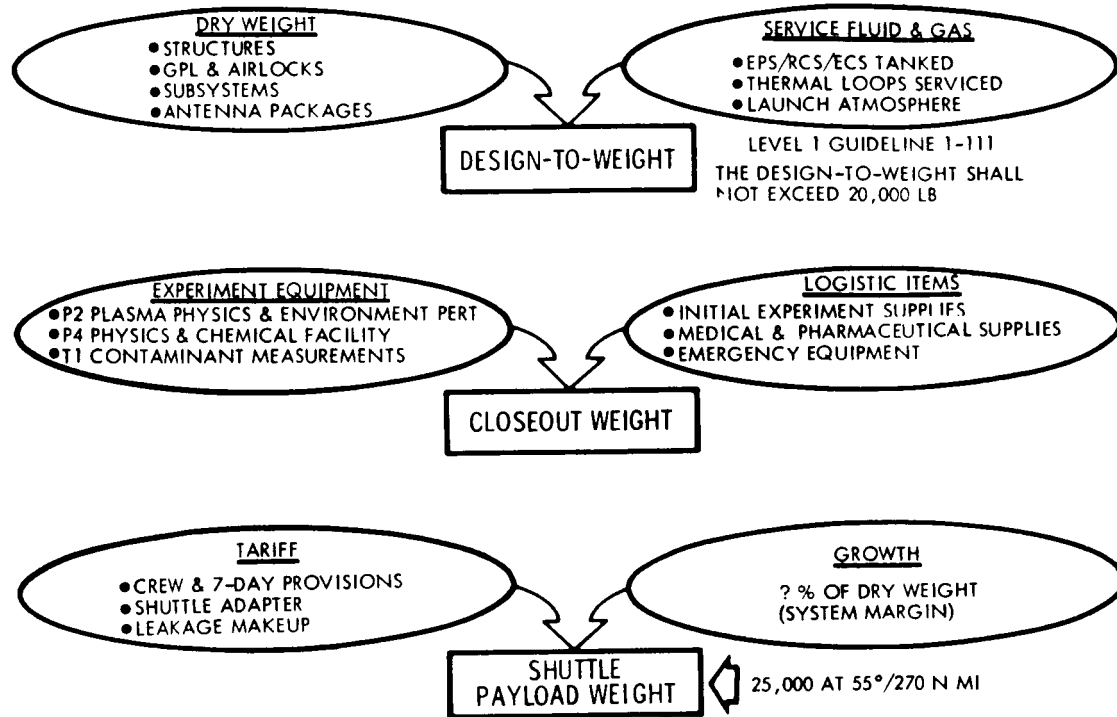 DRY WEIGHT
● STRUCTURES
● GPL & AIRLOCKS
● SUBSYSTEMS
● ANTENNA PACKAGES
SERVICE FLUID & GAS
● EPS/RCS/ECS TANKED
● THERMAL LOOPS SERVICED
● LAUNCH ATMOSPHERE
DESIGN-TO-WEIGHT
LEVEL 1 GUIDELINE 1-111
THE DESIGN-TO-WEIGHT SHALL
NOT EXCEED 20,000 LB
EXPERIMENT EQUIPMENT
● P2 PLASMA PHYSICS & ENVIRONMENT PERT
● P4 PHYSICS & CHEMICAL FACILITY
● T1 CONTAMINANT MEASUREMENTS
LOGISTIC ITEMS
● INITIAL EXPERIMENT SUPPLIES
● MEDICAL & PHARMACEUTICAL SUPPLIES
● EMERGENCY EQUIPMENT
CLOSEOUT WEIGHT
TARIFF
● CREW & 7-DAY PROVISIONS
● SHUTTLE ADAPTER
● LEAKAGE MAKEUP
GROWTH
? % OF DRY WEIGHT
(SYSTEM MARGIN)
SHUTTLE
PAYLOAD WEIGHT
25,000 AT 55°/270 N MI